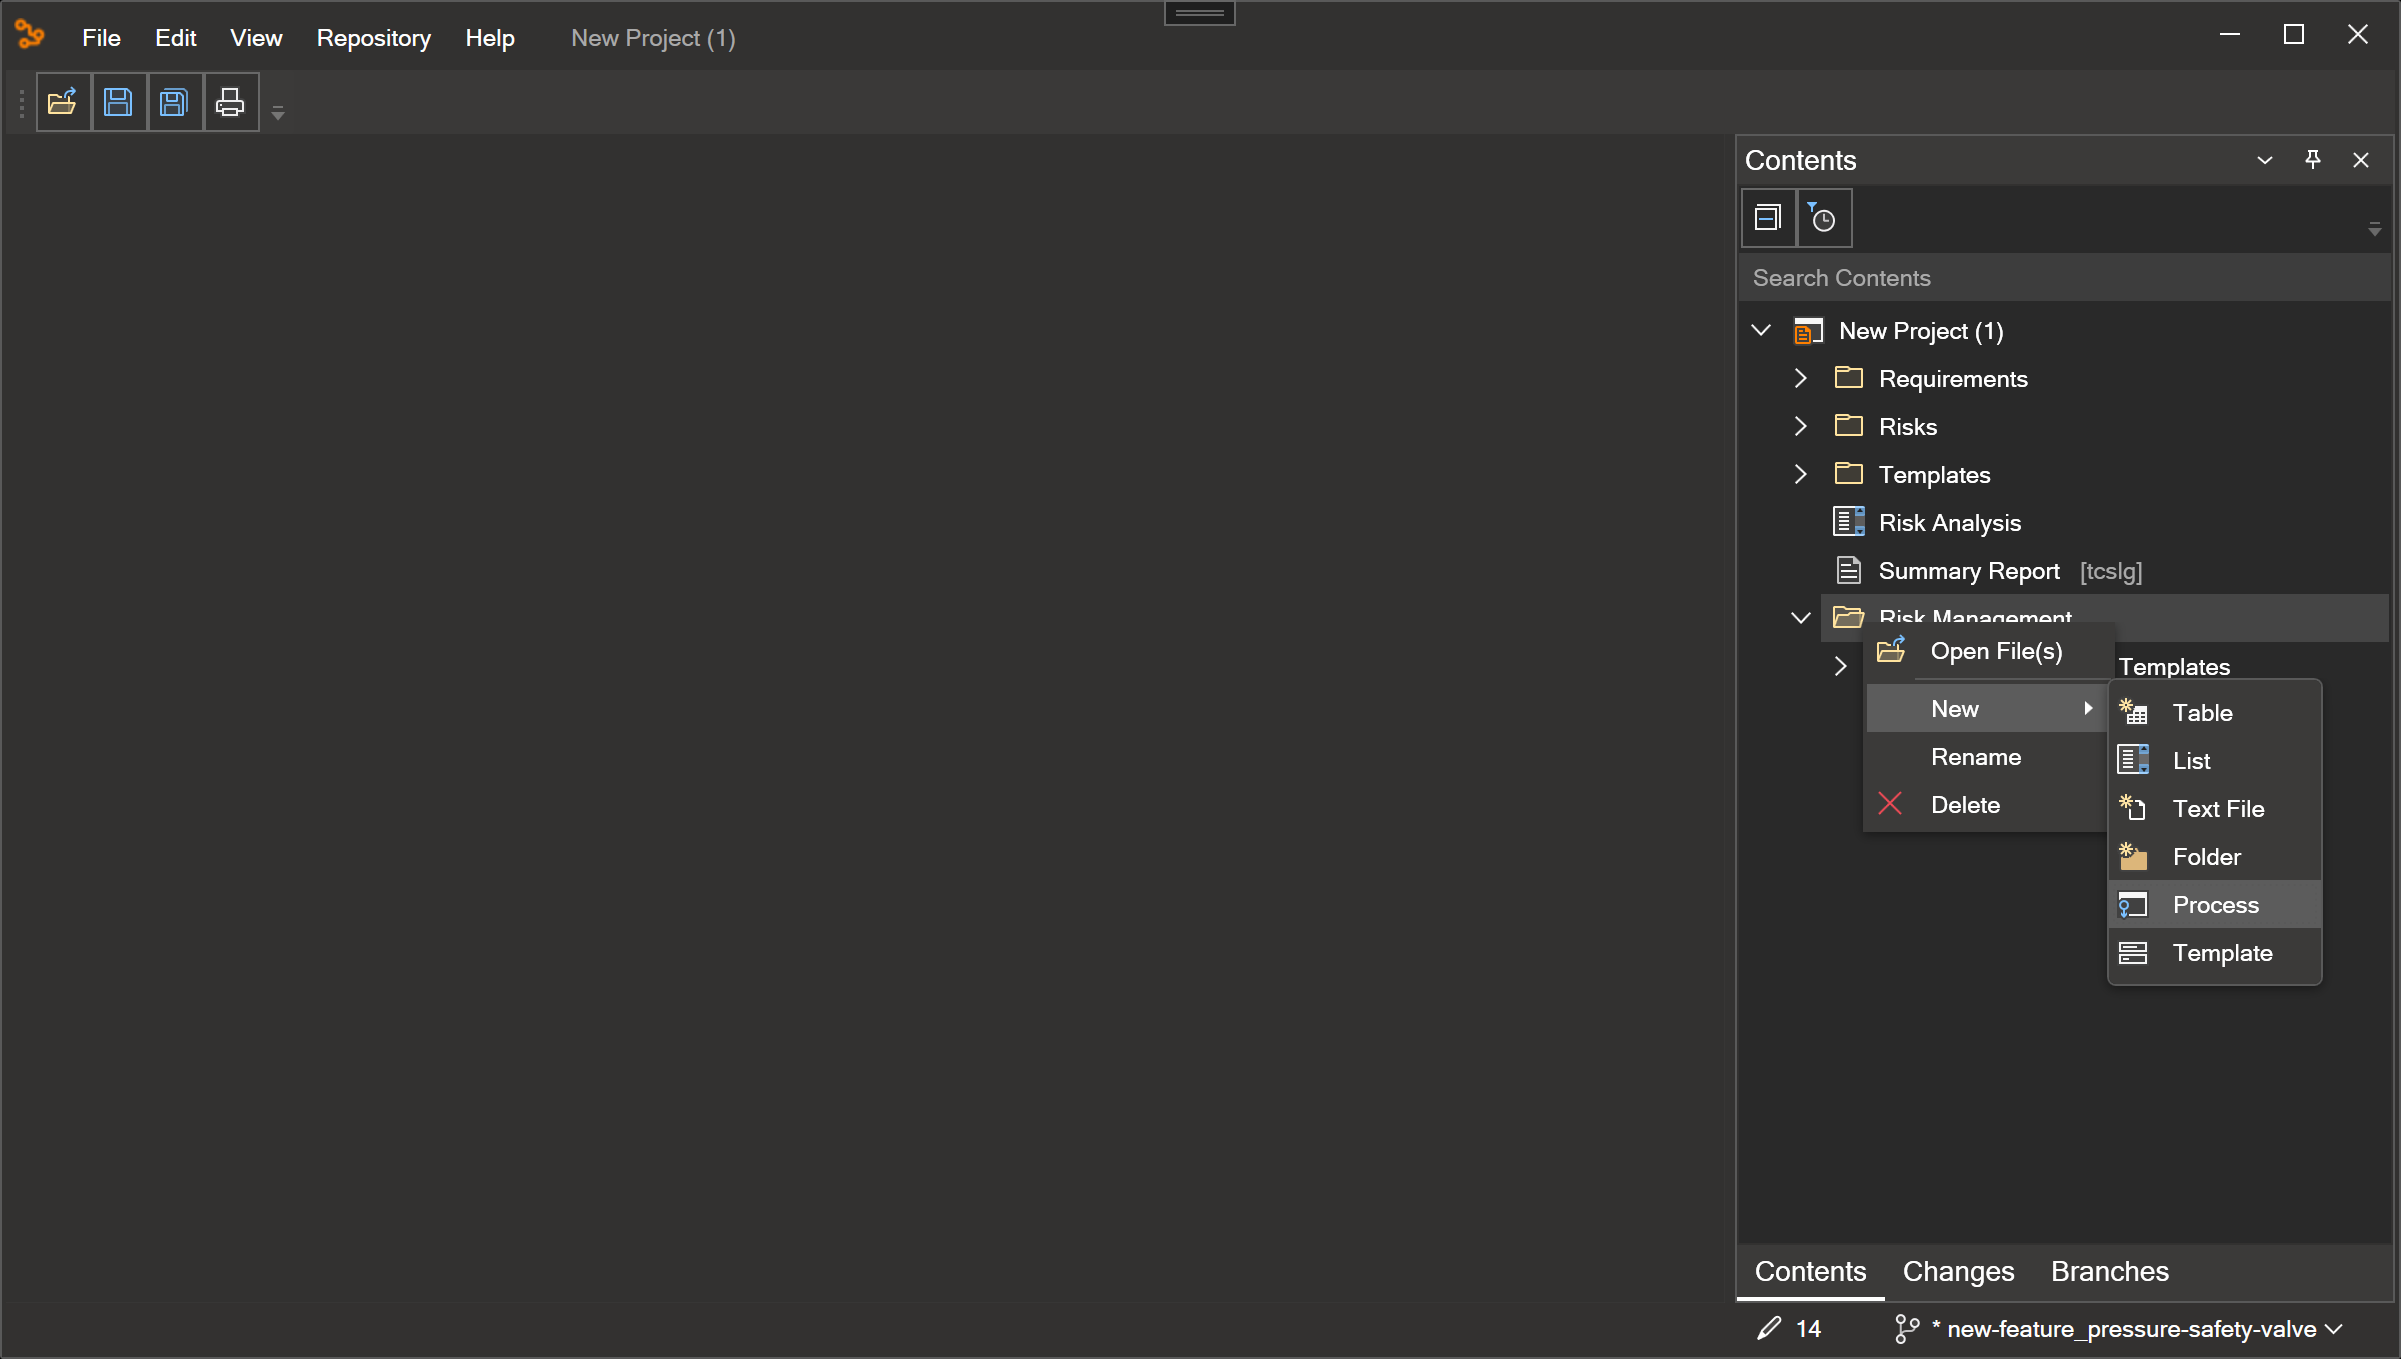 File Edit View Repository Help New Project (1)
Contents
Search Contents
New Project (1)
Requirements
Risks
Templates
Risk Analysis
Summary Report [tcslg]
Risk Management
Templates
Open File(s)
New
Rename
Delete
Table
List
Text File
Folder
Process
Template
Contents Changes Branches
14 * new-feature_pressure-safety-valve